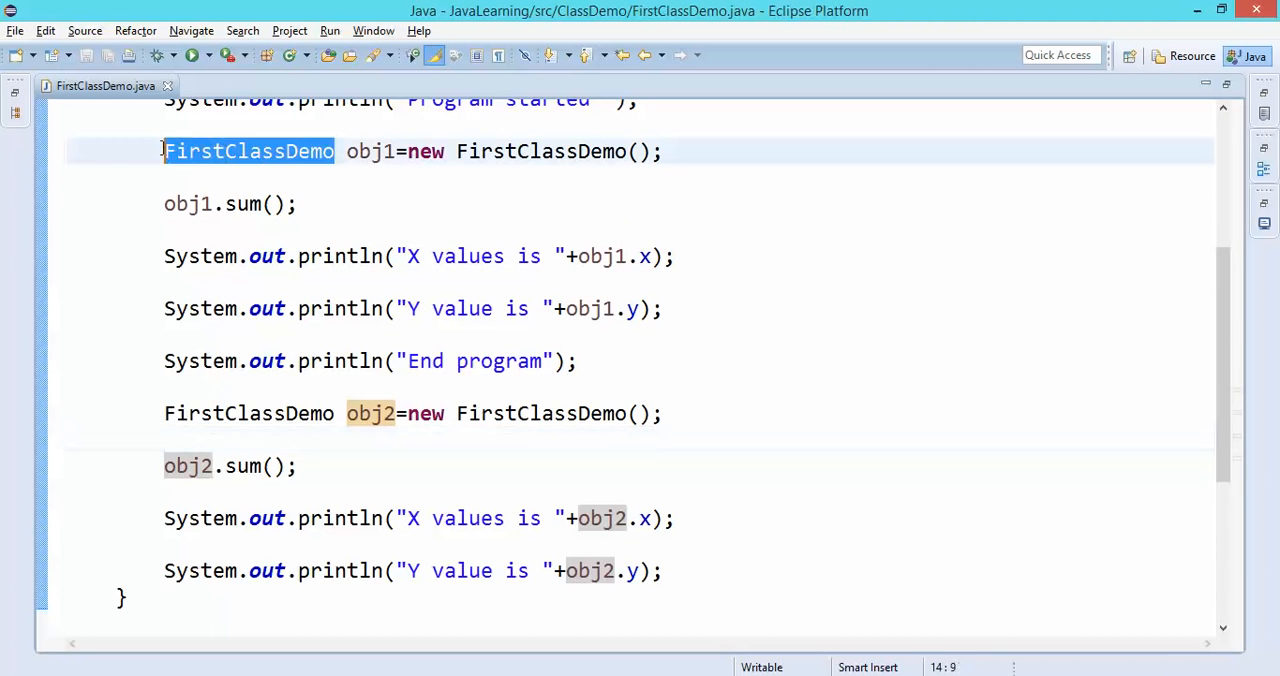 Java - JavaLearning/src/ClassDemo/FirstClassDemo.java - Eclipse Platform
File Edit Source Refactor Navigate Search Project Run Window Help
Quick Access Resource Java
FirstClassDemo.java
System.out.println("Program started " );
FirstClassDemo obj1=new FirstClassDemo();
obj1.sum();
System.out.println("X values is "+obj1.x);
System.out.println("Y value is "+obj1.y);
System.out.println("End program");
FirstClassDemo obj2=new FirstClassDemo();
obj2.sum();
System.out.println("X values is "+obj2.x);
System.out.println("Y value is "+obj2.y);
}
Writable Smart Insert 14:9